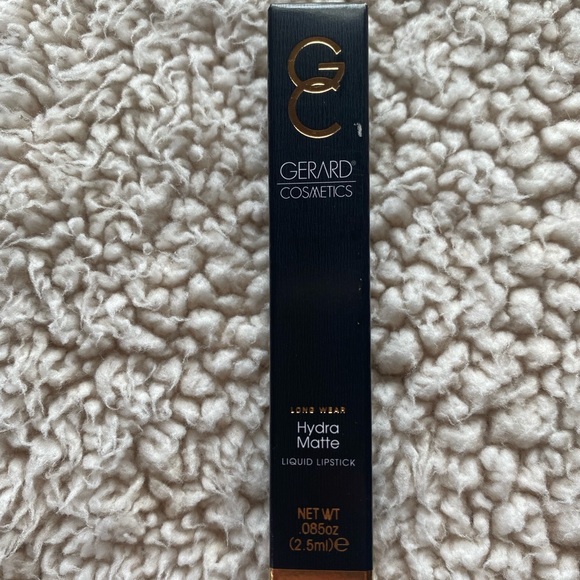 GC
GERARD®
COSMETICS
LONG WEAR
Hydra
Matte
LIQUID LIPSTICK
NET WT
.085oz
(2.5ml)℮